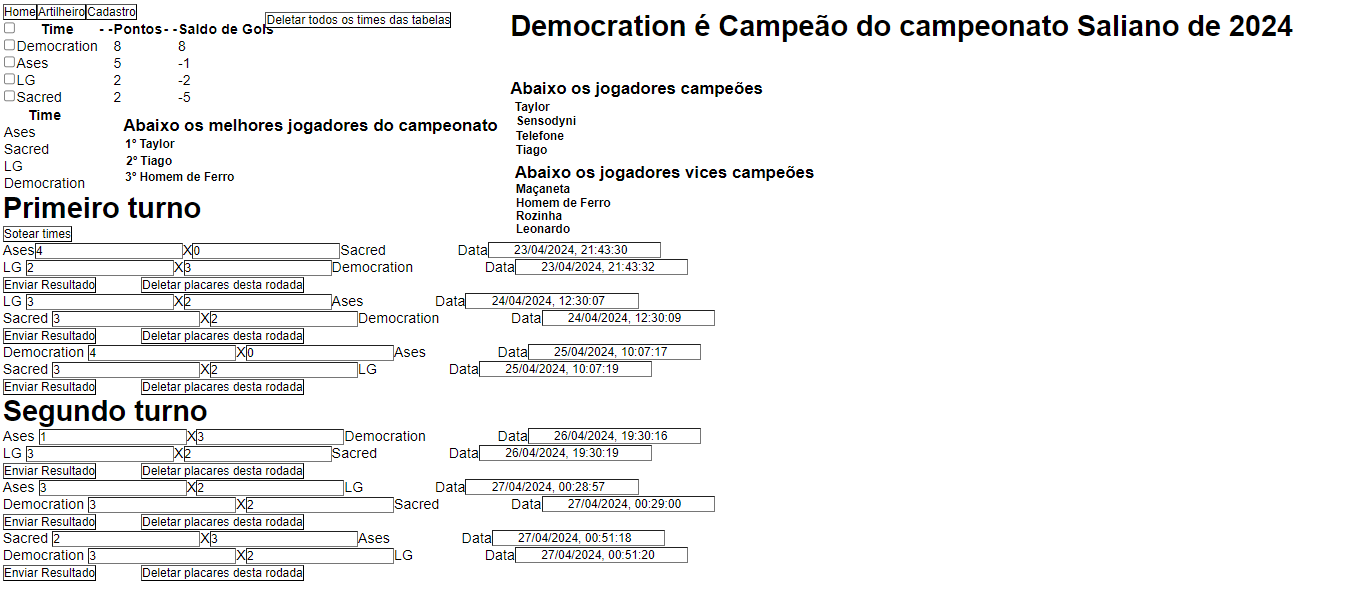 Home Artilheiro Cadastro
Deletar todos os times das tabelas
Time - -Pontos- -Saldo de Gols
Democration 8 8
Ases 5 -1
LG 2 -2
Sacred 2 -5
Time
Ases
Sacred
LG
Democration
Abaixo os melhores jogadores do campeonato
1° Taylor
2° Tiago
3° Homem de Ferro
Democration é Campeão do campeonato Saliano de 2024
Abaixo os jogadores campeões
Taylor
Sensodyni
Telefone
Tiago
Abaixo os jogadores vices campeões
Maçaneta
Homem de Ferro
Rozinha
Leonardo
Primeiro turno
Sotear times
Ases 4 X 0 Sacred Data 23/04/2024, 21:43:30
LG 2 X 3 Democration Data 23/04/2024, 21:43:32
Enviar Resultado Deletar placares desta rodada
LG 3 X 2 Ases Data 24/04/2024, 12:30:07
Sacred 3 X 2 Democration Data 24/04/2024, 12:30:09
Enviar Resultado Deletar placares desta rodada
Democration 4 X 0 Ases Data 25/04/2024, 10:07:17
Sacred 3 X 2 LG Data 25/04/2024, 10:07:19
Enviar Resultado Deletar placares desta rodada
Segundo turno
Ases 1 X 3 Democration Data 26/04/2024, 19:30:16
LG 3 X 2 Sacred Data 26/04/2024, 19:30:19
Enviar Resultado Deletar placares desta rodada
Ases 3 X 2 LG Data 27/04/2024, 00:28:57
Democration 3 X 2 Sacred Data 27/04/2024, 00:29:00
Enviar Resultado Deletar placares desta rodada
Sacred 2 X 3 Ases Data 27/04/2024, 00:51:18
Democration 3 X 2 LG Data 27/04/2024, 00:51:20
Enviar Resultado Deletar placares desta rodada